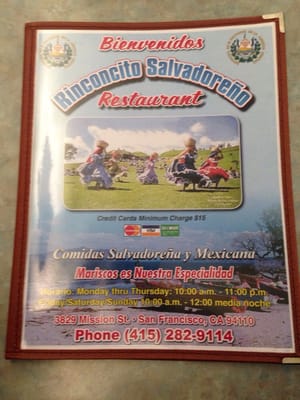 Bienvenidos
Rinconcito Salvadoreño
Restaurant
Credit Cards Minimum Charge $15
Comidas Salvadoreña y Mexicana
Mariscos es Nuestra Especialidad
Horario: Monday thru Thursday: 10:00 a.m. - 11:00 p.m.
Friday/Saturday/Sunday 10:00 a.m. - 12:00 media noche
3829 Mission St. San Francisco, CA 94110
Phone (415) 282-9114